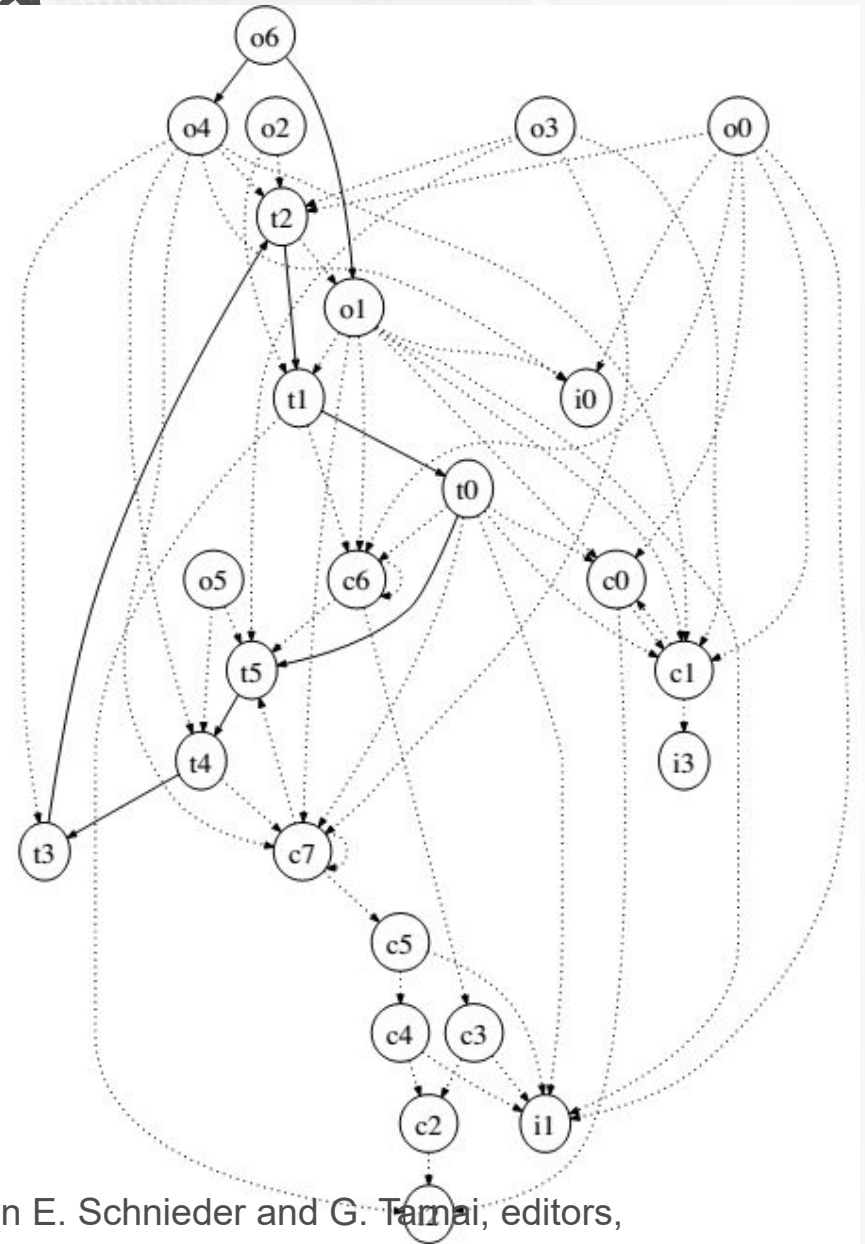 o6
o4 o2 o3 o0
t2
o1
t1 i0
t0
o5 c6 c0
t5 c1
t4 i3
t3 c7
c5
c4 c3
c2 i1
n E. Schnieder and G. Tarnai, editors,